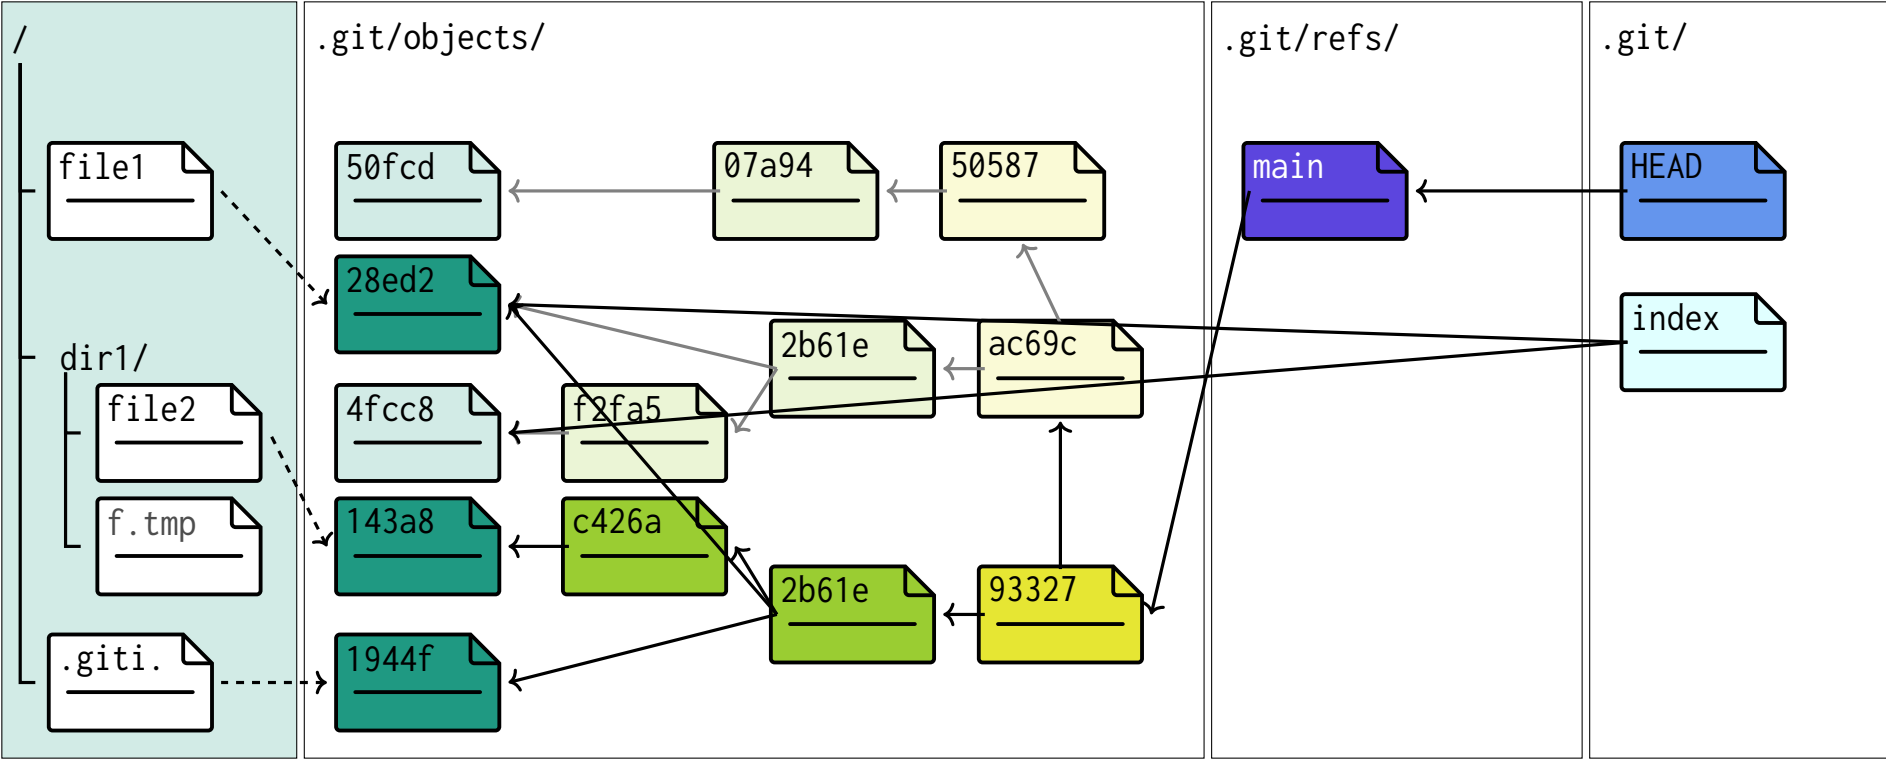 /
.git/objects/
.git/refs/
.git/
file1
50fcd
07a94
50587
main
HEAD
28ed2
index
dir1/
2b61e
ac69c
file2
4fcc8
f2fa5
f.tmp
143a8
c426a
2b61e
93327
.giti.
1944f